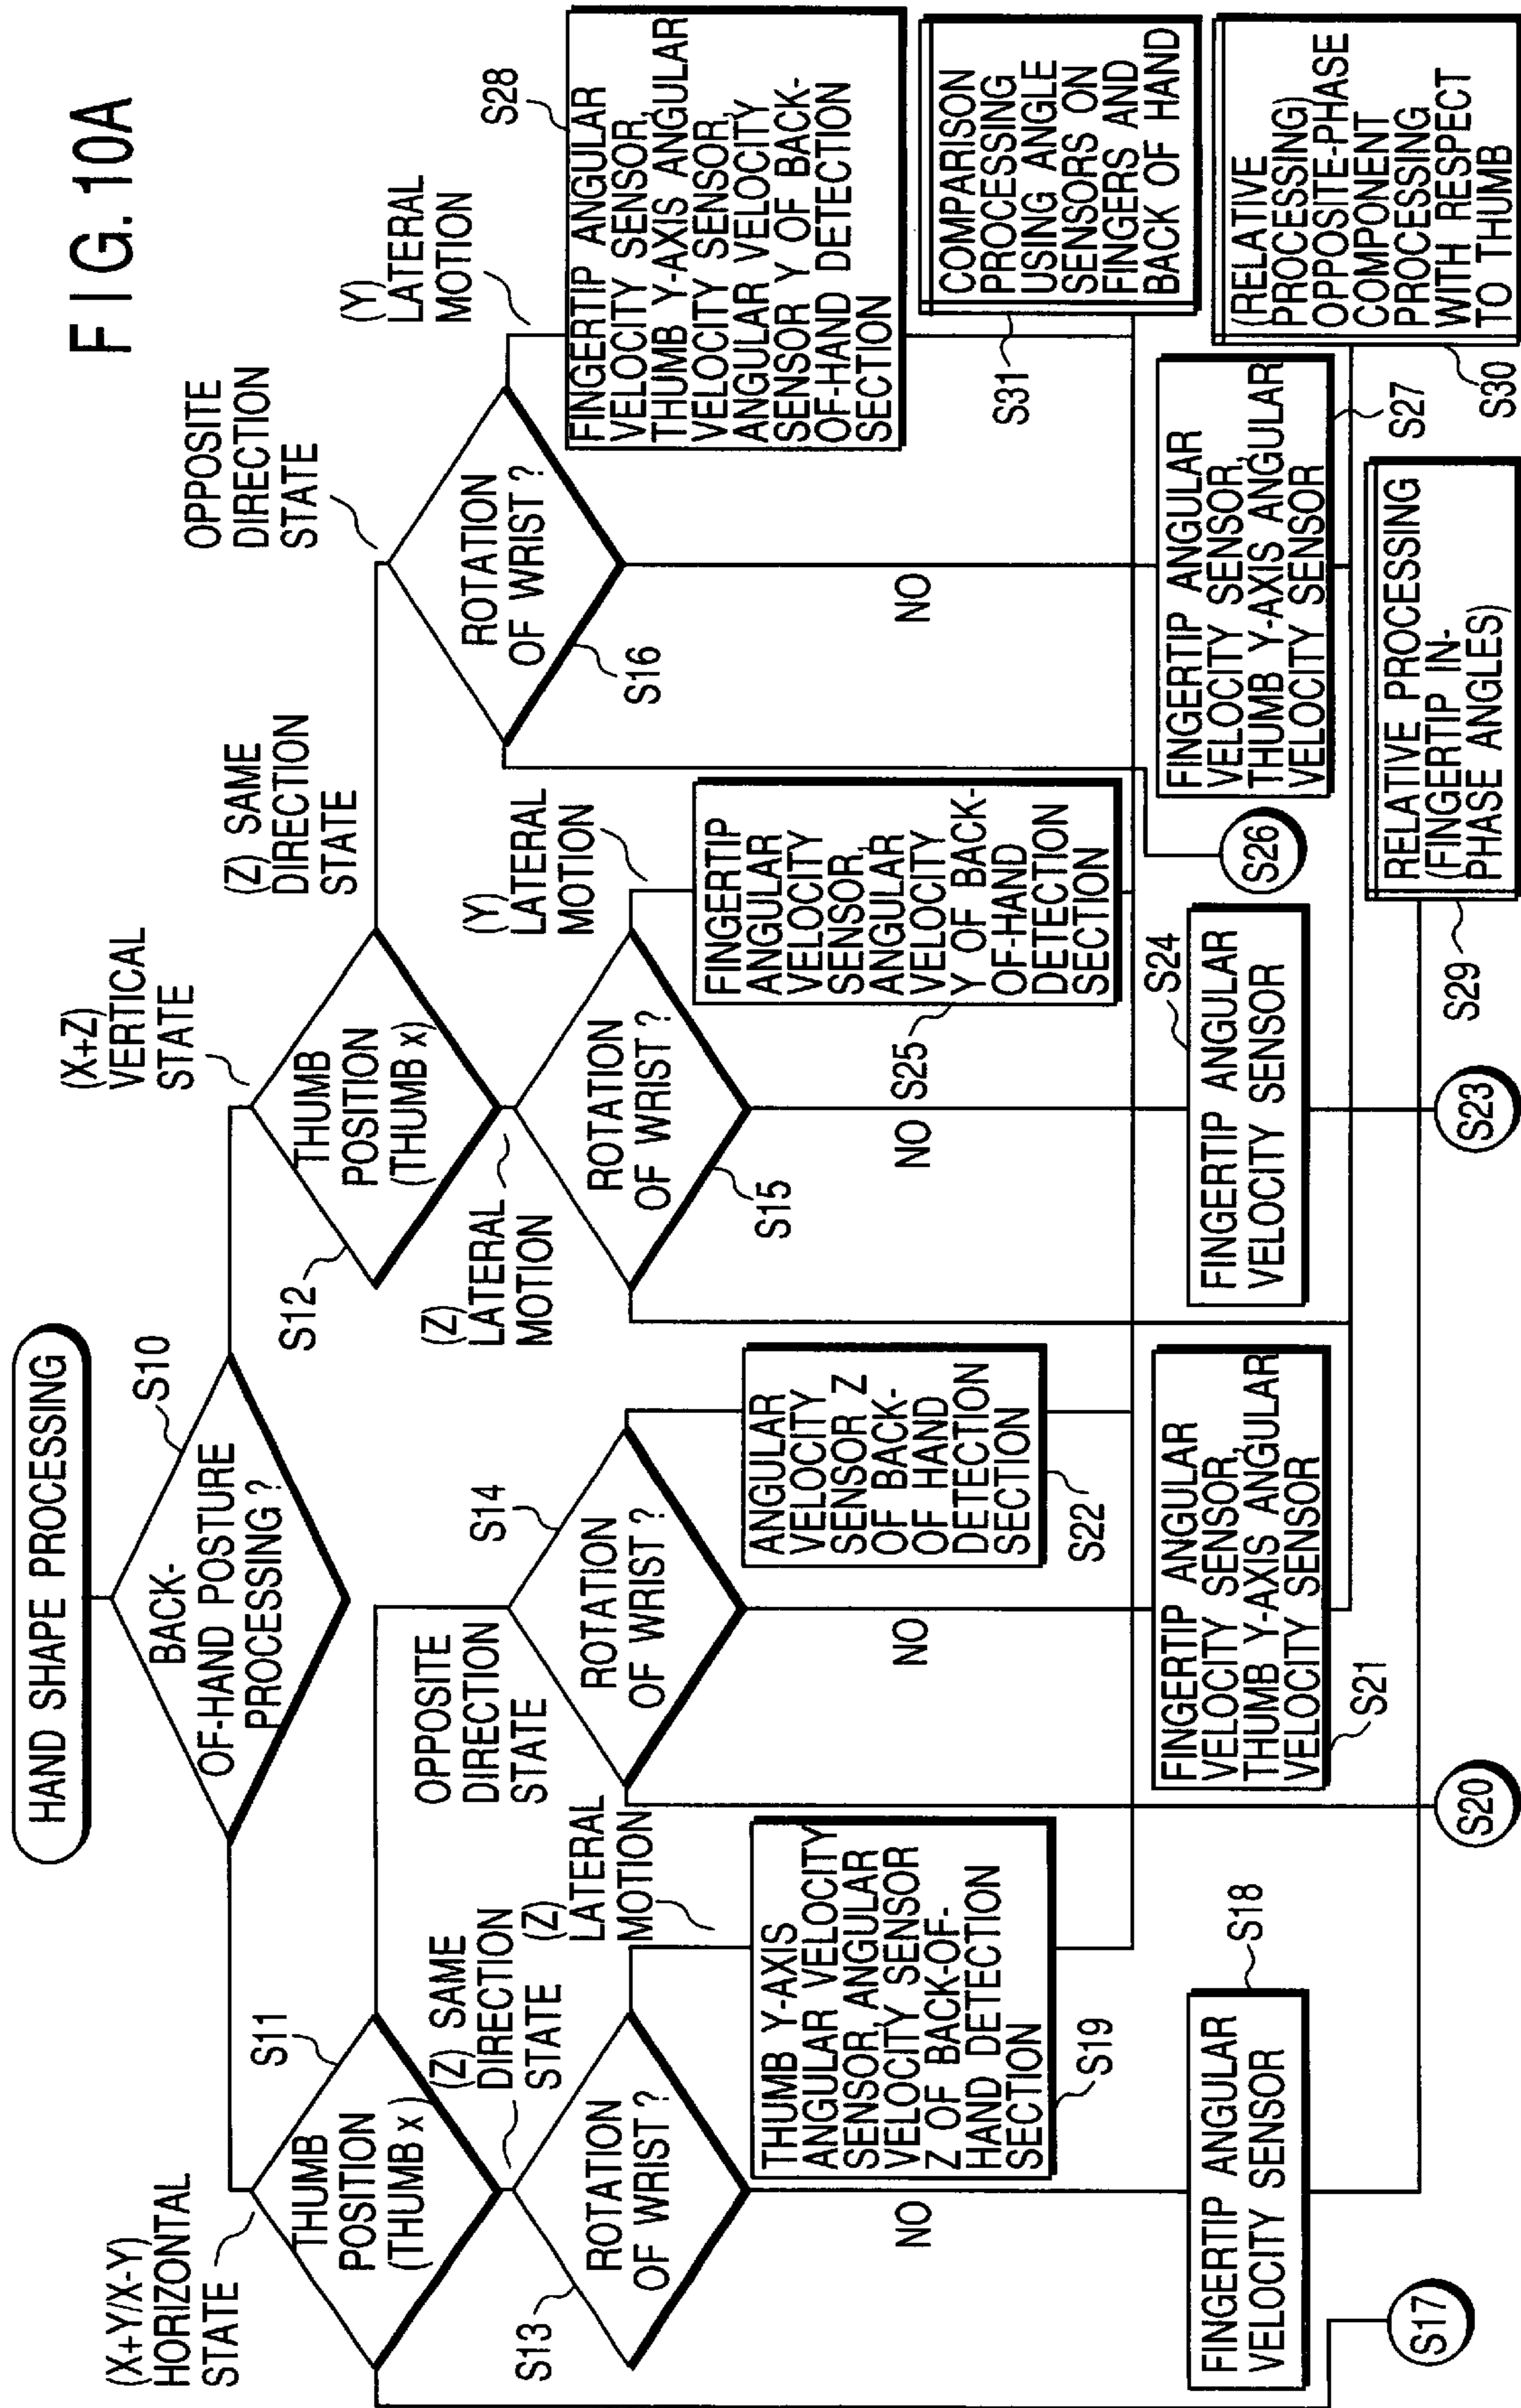 FIG. 10A
HAND SHAPE PROCESSING
BACK-
OF-HAND POSTURE
PROCESSING ?
S10
(X+Y/X-Y)
HORIZONTAL
STATE
THUMB
POSITION
(THUMB x)
S11
(X+Z)
VERTICAL
STATE
THUMB
POSITION
(THUMB x)
S12
(Z) SAME
DIRECTION
STATE
ROTATION
OF WRIST ?
S13
(Z)
LATERAL
MOTION
OPPOSITE
DIRECTION
STATE
ROTATION
OF WRIST ?
S14
(Z)
LATERAL
MOTION
ROTATION
OF WRIST ?
S15
(Y)
LATERAL
MOTION
(Z) SAME
DIRECTION
STATE
OPPOSITE
DIRECTION
STATE
ROTATION
OF WRIST ?
S16
(Y)
LATERAL
MOTION
S17
NO
FINGERTIP ANGULAR
VELOCITY SENSOR
S18
THUMB Y-AXIS
ANGULAR VELOCITY
SENSOR, ANGULAR
VELOCITY SENSOR
Z OF BACK-OF-
HAND DETECTION
SECTION
S19
S20
NO
FINGERTIP ANGULAR
VELOCITY SENSOR,
THUMB Y-AXIS ANGULAR
VELOCITY SENSOR
S21
ANGULAR
VELOCITY
SENSOR Z
OF BACK-
OF HAND
DETECTION
SECTION
S22
S23
NO
FINGERTIP ANGULAR
VELOCITY SENSOR
S24
FINGERTIP
ANGULAR
VELOCITY
SENSOR,
ANGULAR
VELOCITY
Y OF BACK-
OF-HAND
DETECTION
SECTION
S25
S26
NO
FINGERTIP ANGULAR
VELOCITY SENSOR,
THUMB Y-AXIS ANGULAR
VELOCITY SENSOR
S27
FINGERTIP ANGULAR
VELOCITY SENSOR,
THUMB Y-AXIS ANGULAR
VELOCITY SENSOR,
ANGULAR VELOCITY
SENSOR Y OF BACK-
OF-HAND DETECTION
SECTION
S28
RELATIVE PROCESSING
(FINGERTIP IN-
PHASE ANGLES)
S29
(RELATIVE
PROCESSING)
OPPOSITE-PHASE
COMPONENT
PROCESSING
WITH RESPECT
TO THUMB
S30
COMPARISON
PROCESSING
USING ANGLE
SENSORS ON
FINGERS AND
BACK OF HAND
S31